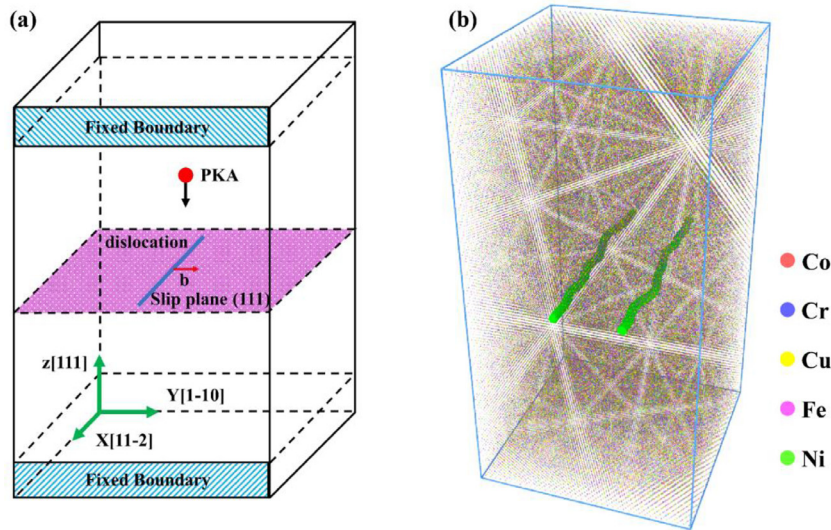 (a)
Fixed Boundary
PKA
dislocation
b
Slip plane (111)
z[111]
Y[1-10]
X[11-2]
Fixed Boundary
(b)
Co
Cr
Cu
Fe
Ni